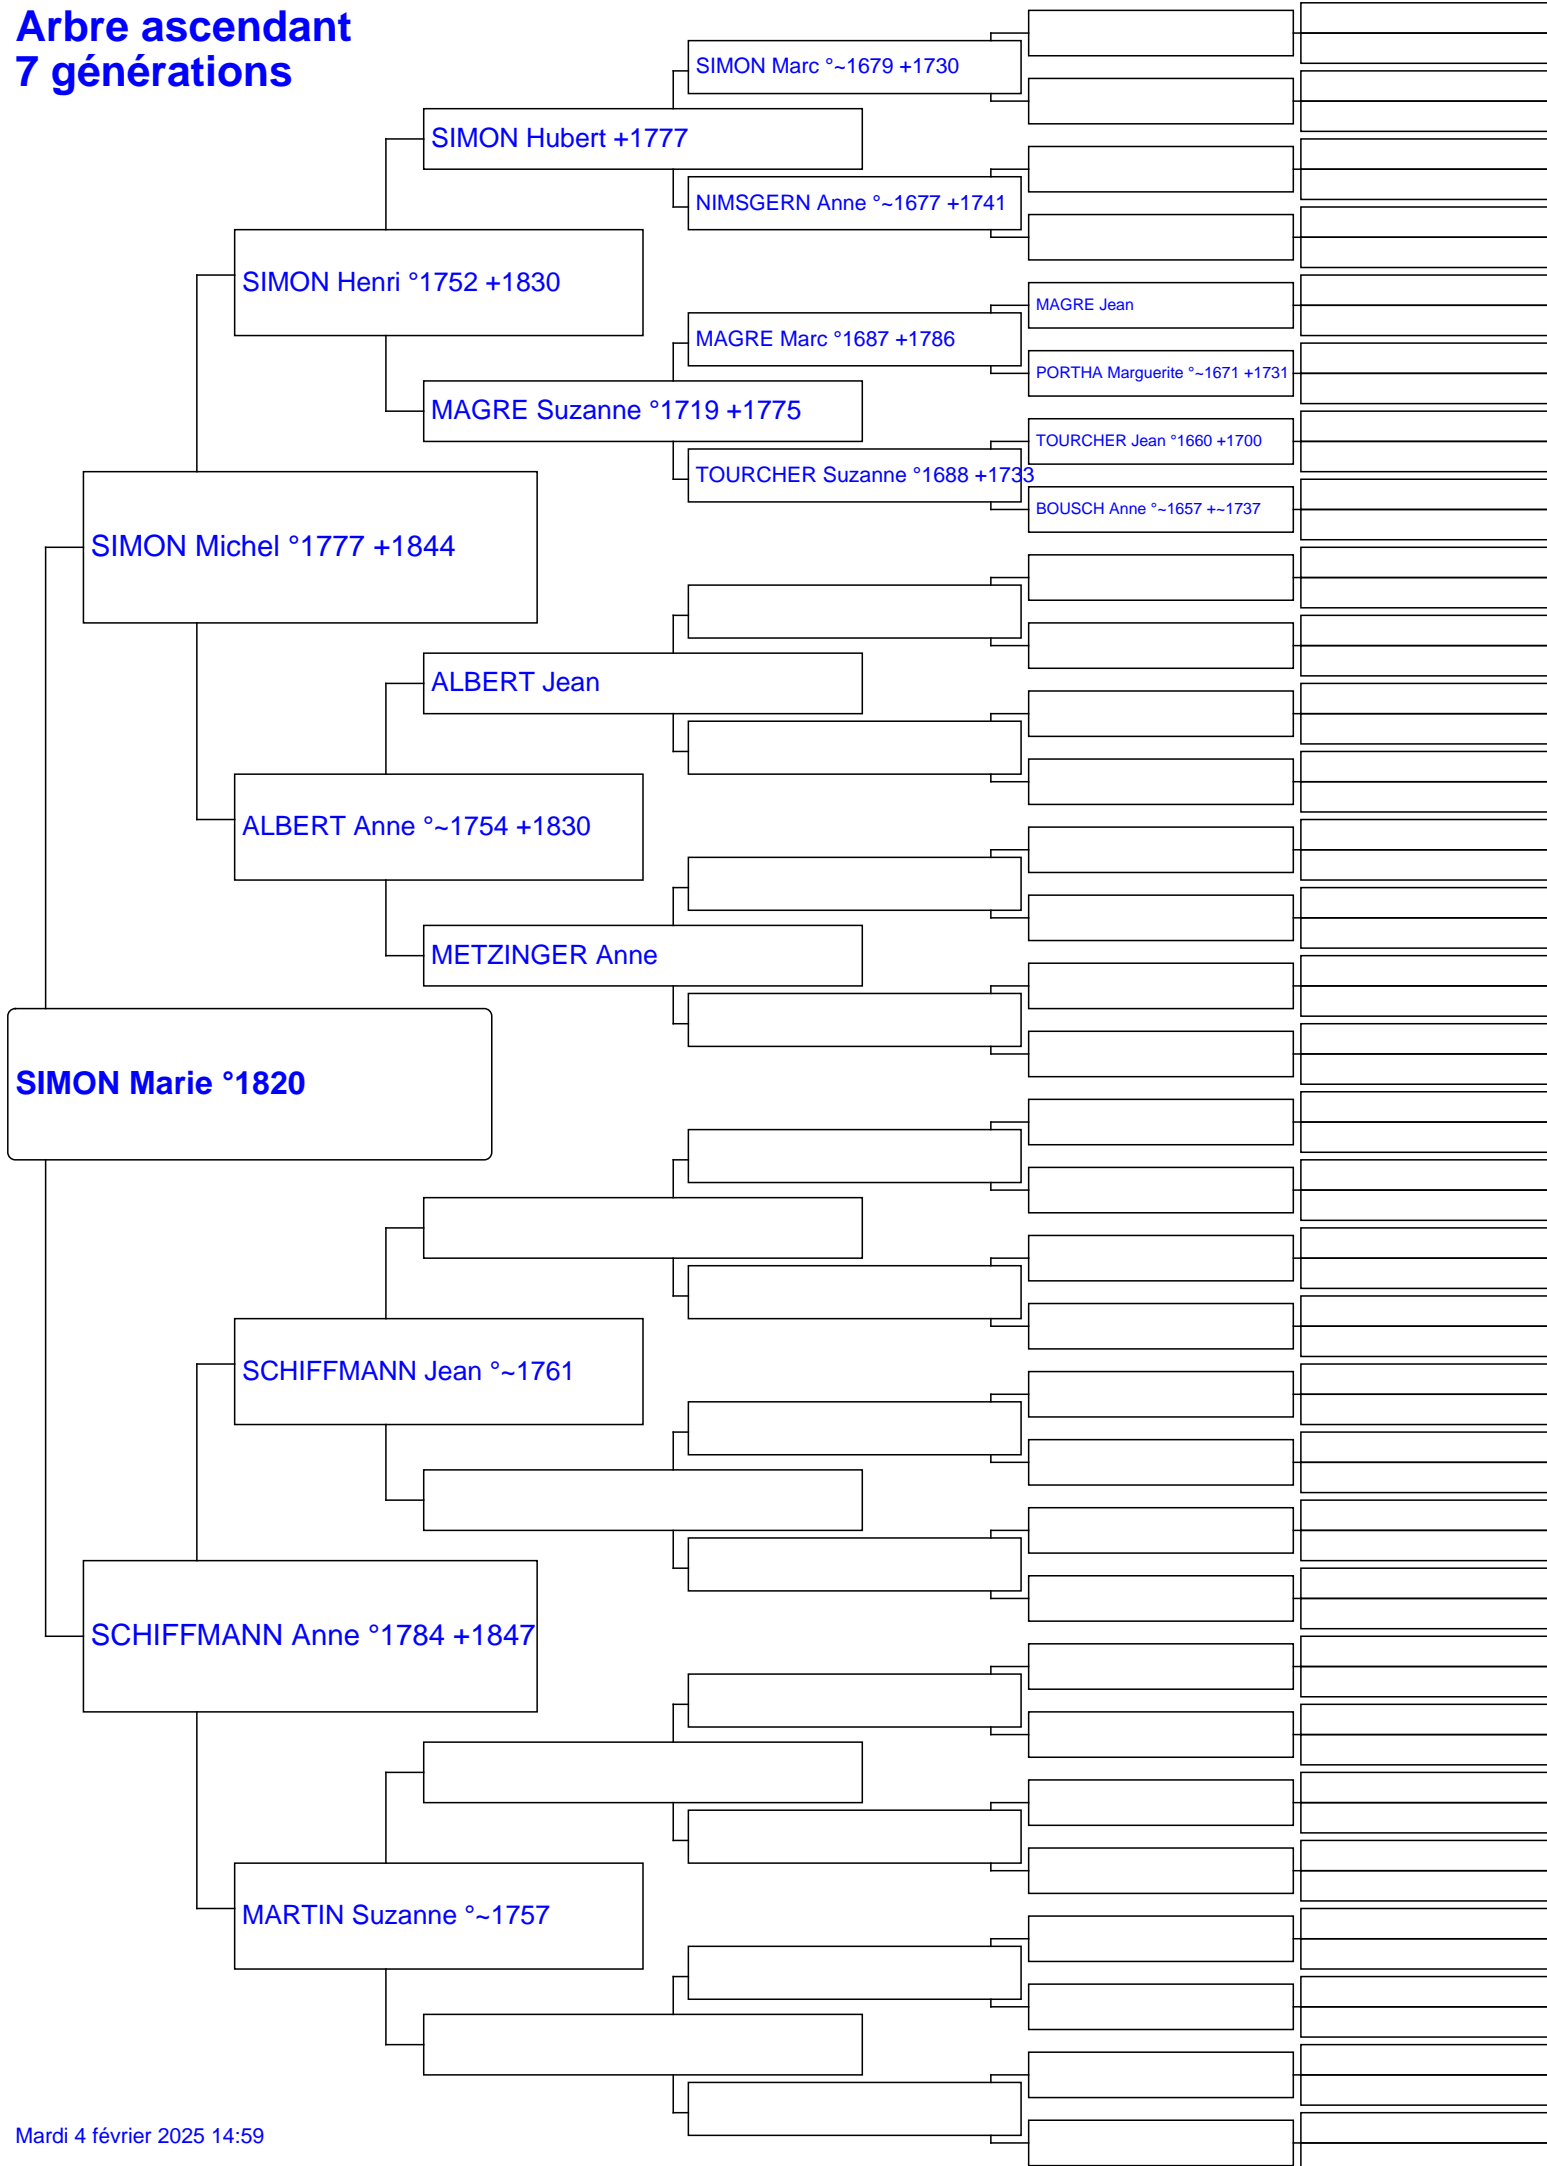 Arbre ascendant
7 générations
SIMON Marc °~1679 +1730
SIMON Hubert +1777
NIMSGERN Anne °~1677 +1741
SIMON Henri °1752 +1830
MAGRE Jean
MAGRE Marc °1687 +1786
PORTHA Marguerite °~1671 +1731
MAGRE Suzanne °1719 +1775
TOURCHER Jean °1660 +1700
TOURCHER Suzanne °1688 +1733
BOUSCH Anne °~1657 +~1737
SIMON Michel °1777 +1844
ALBERT Jean
ALBERT Anne °~1754 +1830
METZINGER Anne
SIMON Marie °1820
SCHIFFMANN Jean °~1761
SCHIFFMANN Anne °1784 +1847
MARTIN Suzanne °~1757
Mardi 4 février 2025 14:59